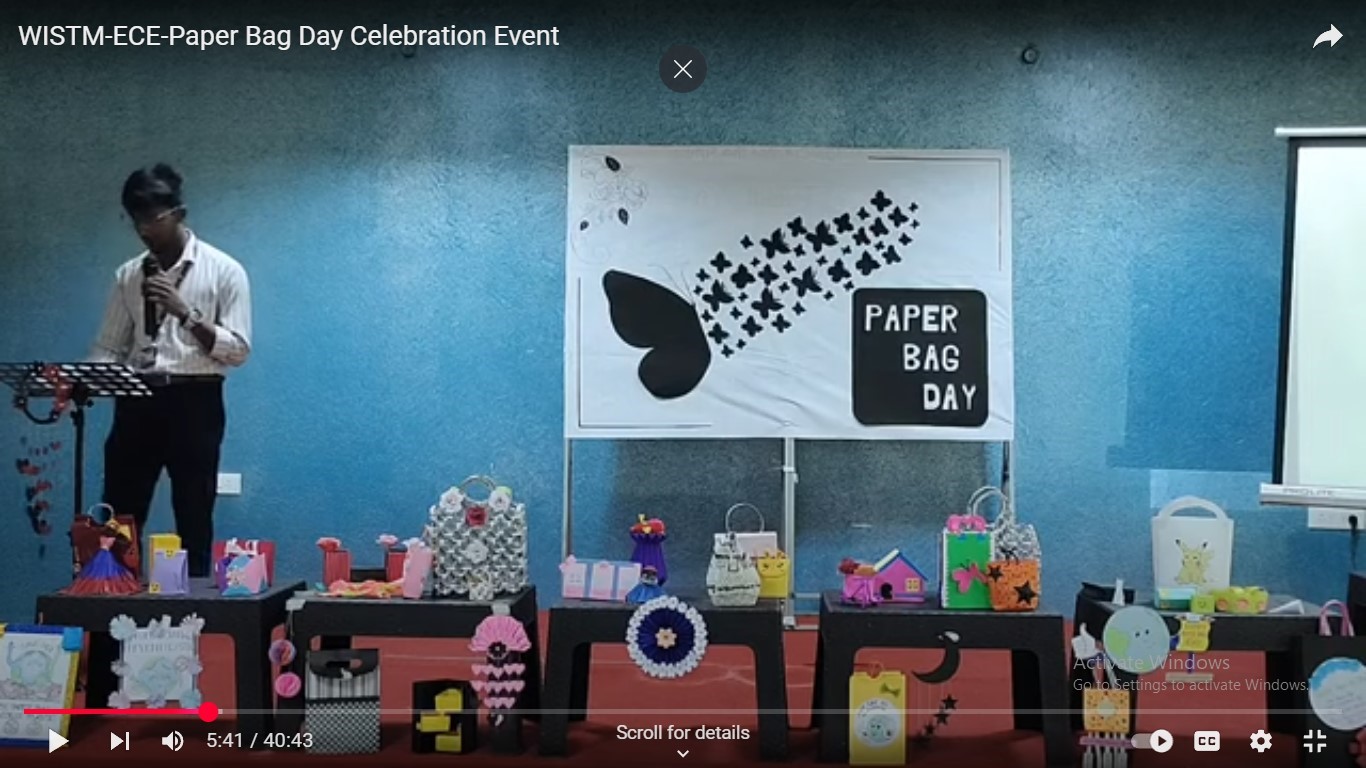 WISTM-ECE-Paper Bag Day Celebration Event
PAPER
BAG
DAY
Activate Windows
Go to Settings to activate Windows.
Scroll for details
5:41 / 40:43
CC